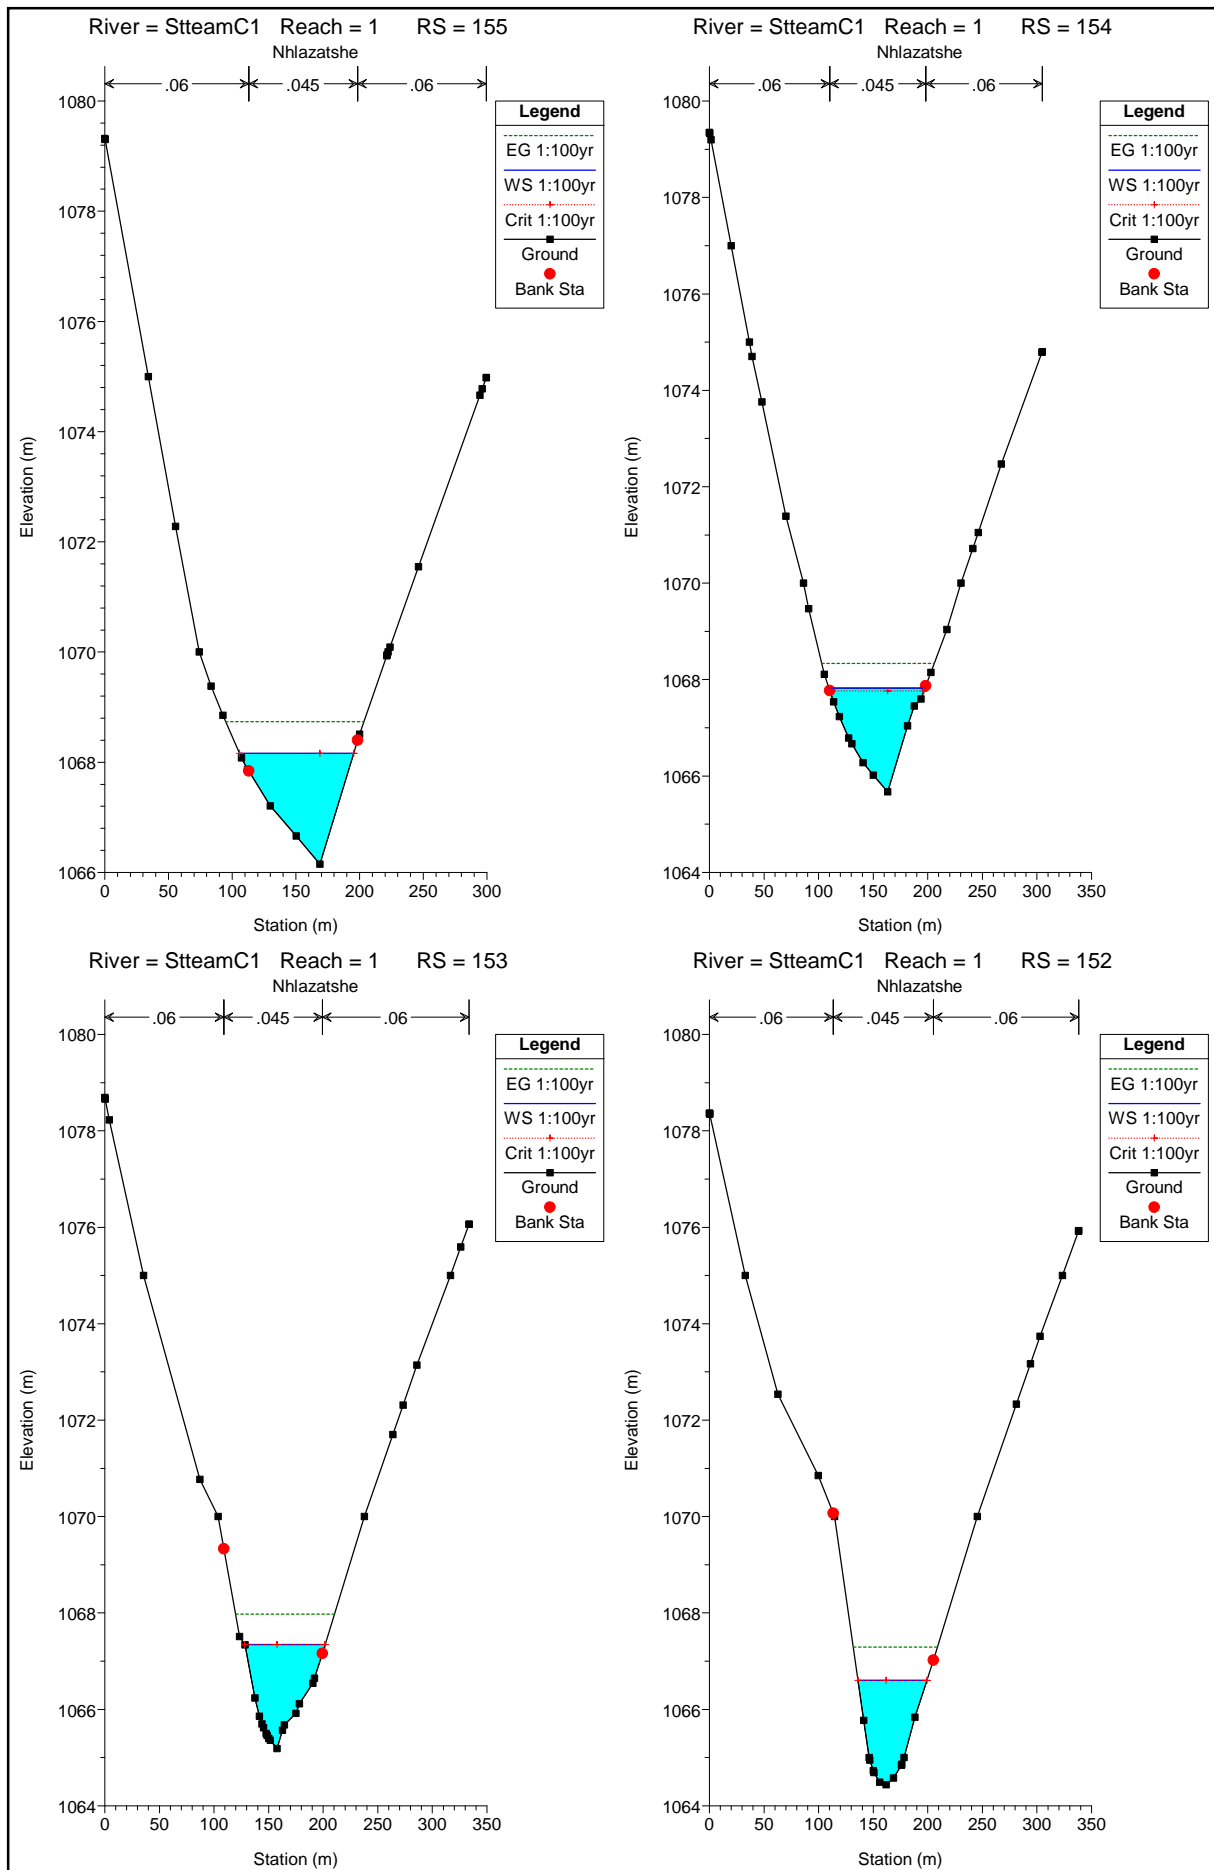 River = StteamC1 Reach = 1 RS = 155
Nhlazatshe
.06 .045 .06
Legend
EG 1:100yr
WS 1:100yr
Crit 1:100yr
Ground
Bank Sta
1080
1078
1076
1074
1072
1070
1068
1066
Elevation (m)
0 50 100 150 200 250 300
Station (m)
River = StteamC1 Reach = 1 RS = 154
Nhlazatshe
.06 .045 .06
Legend
EG 1:100yr
WS 1:100yr
Crit 1:100yr
Ground
Bank Sta
1080
1078
1076
1074
1072
1070
1068
1066
1064
Elevation (m)
0 50 100 150 200 250 300 350
Station (m)
River = StteamC1 Reach = 1 RS = 153
Nhlazatshe
.06 .045 .06
Legend
EG 1:100yr
WS 1:100yr
Crit 1:100yr
Ground
Bank Sta
1080
1078
1076
1074
1072
1070
1068
1066
1064
Elevation (m)
0 50 100 150 200 250 300 350
Station (m)
River = StteamC1 Reach = 1 RS = 152
Nhlazatshe
.06 .045 .06
Legend
EG 1:100yr
WS 1:100yr
Crit 1:100yr
Ground
Bank Sta
1080
1078
1076
1074
1072
1070
1068
1066
1064
Elevation (m)
0 50 100 150 200 250 300 350
Station (m)